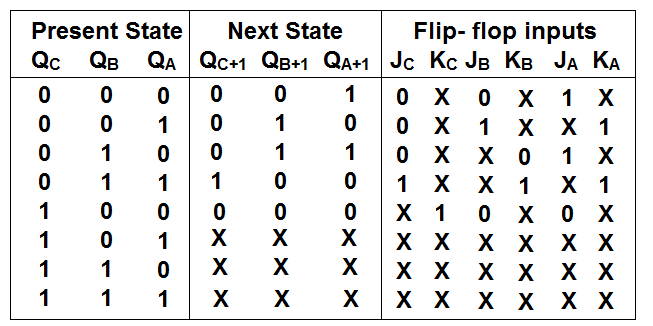 Present State Next State Flip- flop inputs
QC QB QA QC+1 QB+1 QA+1 JC KC JB KB JA KA
0 0 0 0 0 1 0 X 0 X 1 X
0 0 1 0 1 0 0 X 1 X X 1
0 1 0 0 1 1 0 X X 0 1 X
0 1 1 1 0 0 1 X X 1 X 1
1 0 0 0 0 0 X 1 0 X 0 X
1 0 1 X X X X X X X X X
1 1 0 X X X X X X X X X
1 1 1 X X X X X X X X X